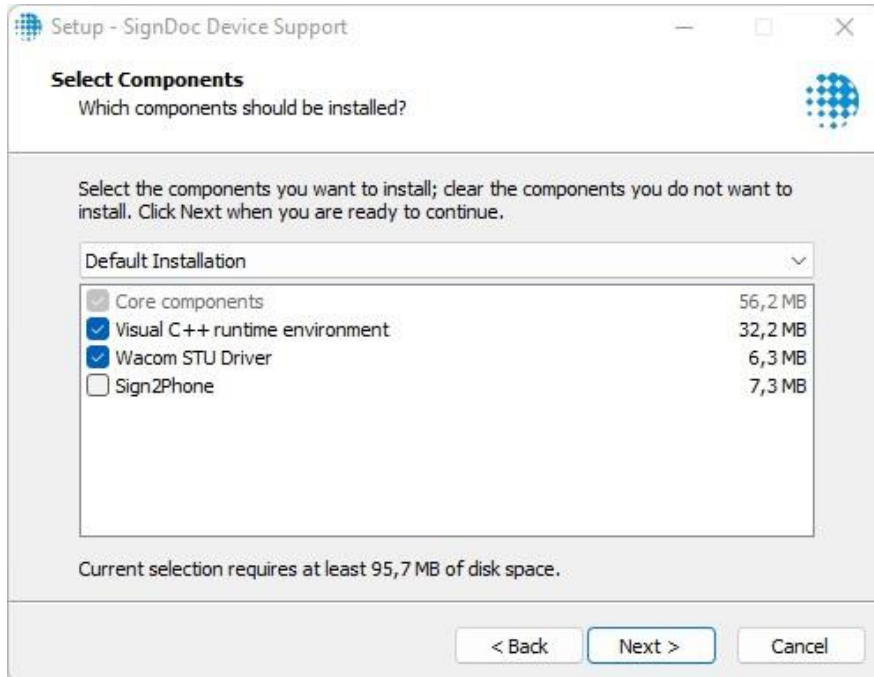 Setup - SignDoc Device Support
Select Components
Which components should be installed?
Select the components you want to install; clear the components you do not want to
install. Click Next when you are ready to continue.
Default Installation
Core components 56,2 MB
Visual C++ runtime environment 32,2 MB
Wacom STU Driver 6,3 MB
Sign2Phone 7,3 MB
Current selection requires at least 95,7 MB of disk space.
< Back Next > Cancel